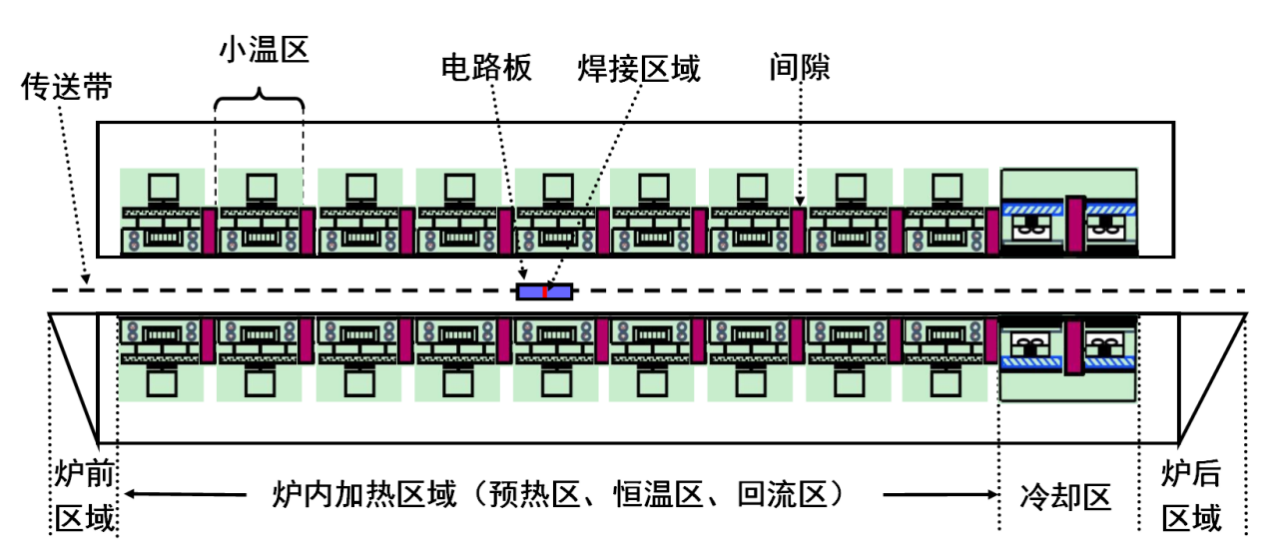 小温区
电路板
焊接区域
间隙
传送带
炉前
区域
炉内加热区域（预热区、恒温区、回流区）
冷却区
炉后
区域